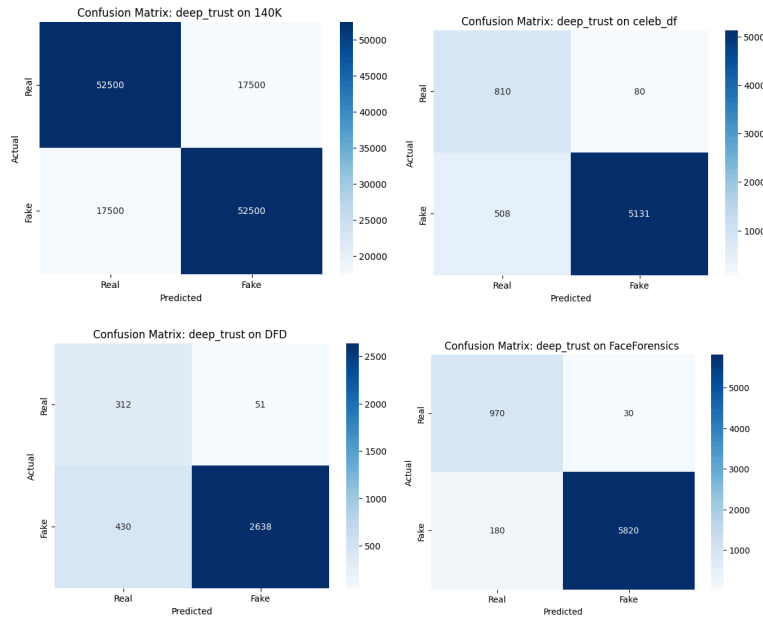 Confusion Matrix: deep_trust on 140K
Real
Fake
Actual
52500 17500
17500 52500
Real Fake
Predicted
50000
45000
40000
35000
30000
25000
20000
Confusion Matrix: deep_trust on celeb_df
Real
Fake
Actual
810 80
508 5131
Real Fake
Predicted
5000
4000
3000
2000
1000
Confusion Matrix: deep_trust on DFD
Real
Fake
Actual
312 51
430 2638
Real Fake
Predicted
2500
2000
1500
1000
500
Confusion Matrix: deep_trust on FaceForensics
Real
Fake
Actual
970 30
180 5820
Real Fake
Predicted
5000
4000
3000
2000
1000